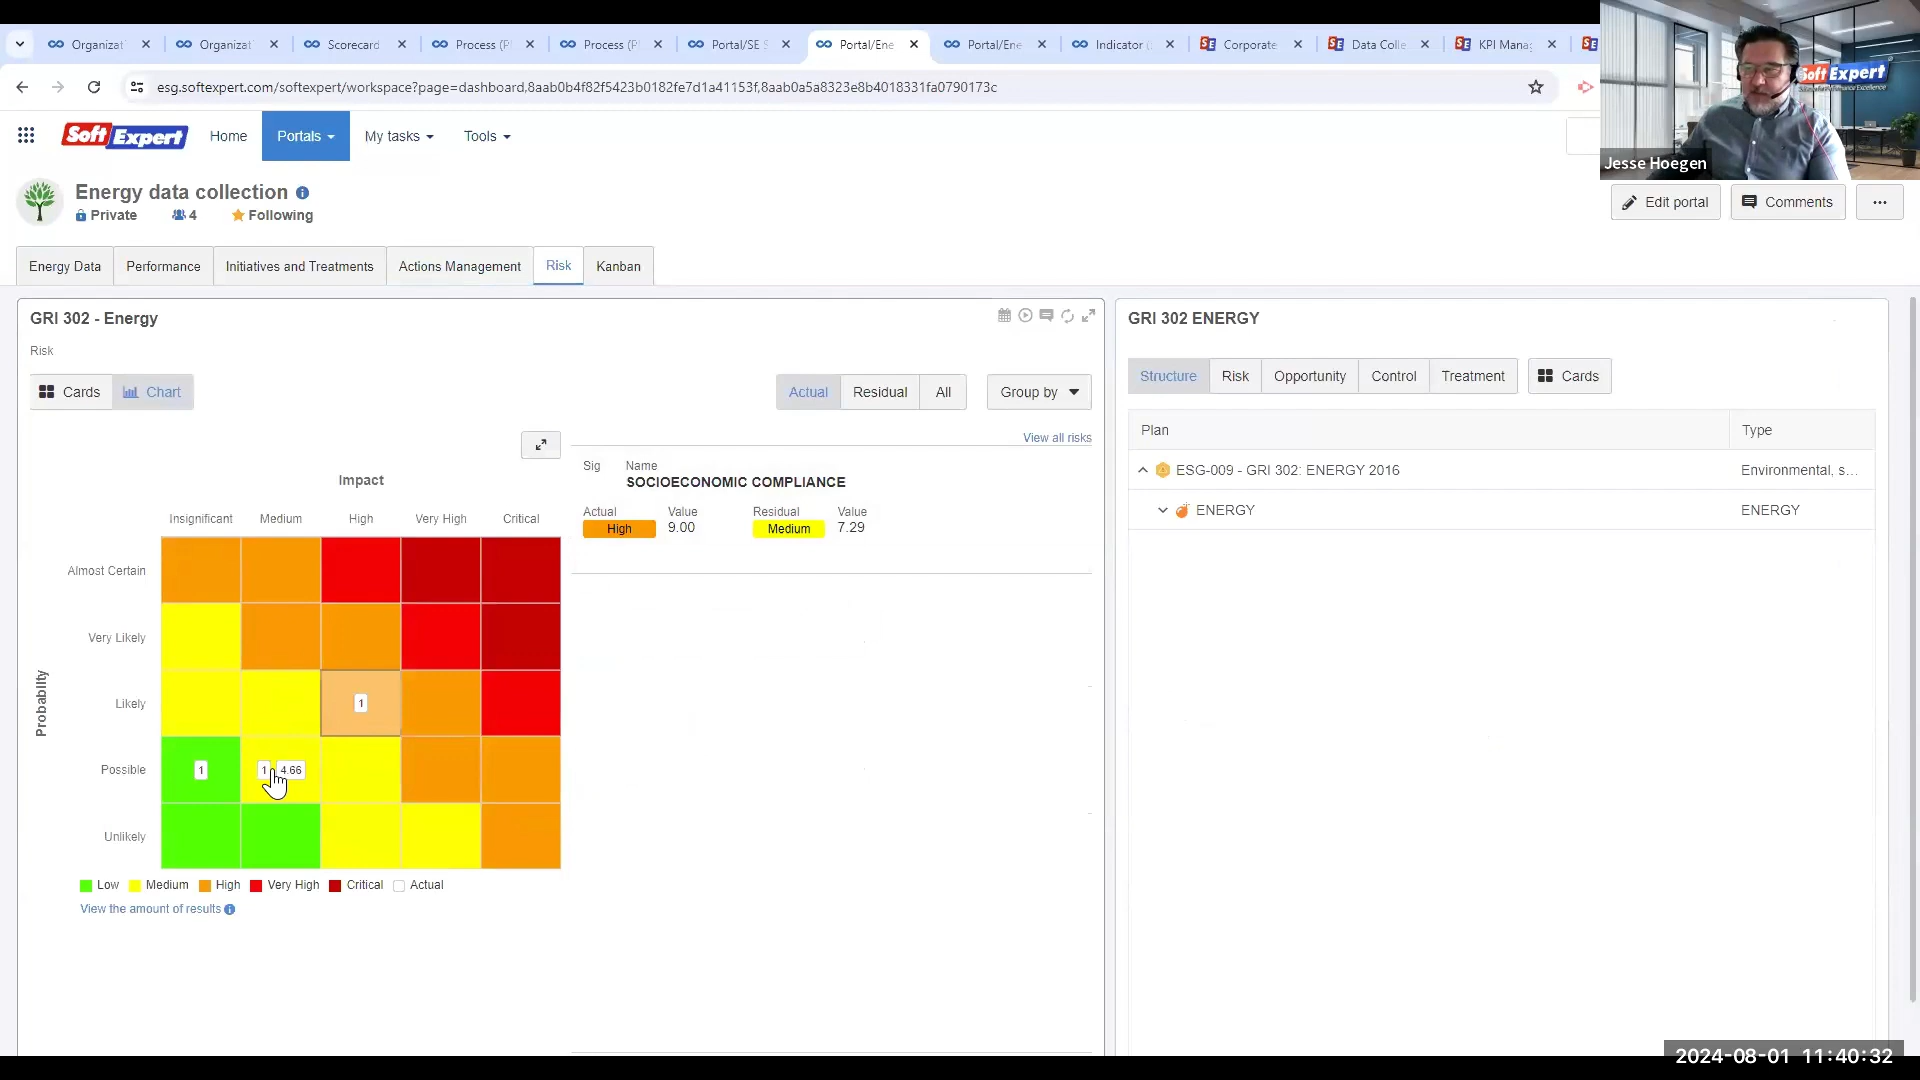 Organizat
Organizat
Scorecard
Process (P
Process (P
Portal/SE S
Portal/Ene
Portal/Ene
Indicator (
Corporate
Data Colle
KPI Manag
esg.softexpert.com/softexpert/workspace?page=dashboard,8aab0b4f82f5423b0182fe7d1a41153f,8aab0a5a8323e8b4018331fa0790173c
Soft Expert
Jesse Hoegen
Soft Expert Home Portals My tasks Tools
Energy data collection
Private 4 Following
Edit portal Comments
Energy Data Performance Initiatives and Treatments Actions Management Risk Kanban
GRI 302 - Energy
Risk
Cards Chart
Actual Residual All Group by
View all risks
Impact
Insignificant Medium High Very High Critical
Probability
Almost Certain
Very Likely
Likely 1
Possible 1 1 4.66
Unlikely
Low Medium High Very High Critical Actual
View the amount of results
Sig Name
SOCIOECONOMIC COMPLIANCE
Actual Value Residual Value
High 9.00 Medium 7.29
GRI 302 ENERGY
Structure Risk Opportunity Control Treatment Cards
Plan Type
ESG-009 - GRI 302: ENERGY 2016 Environmental, s...
ENERGY ENERGY
2024-08-01 11:40:32